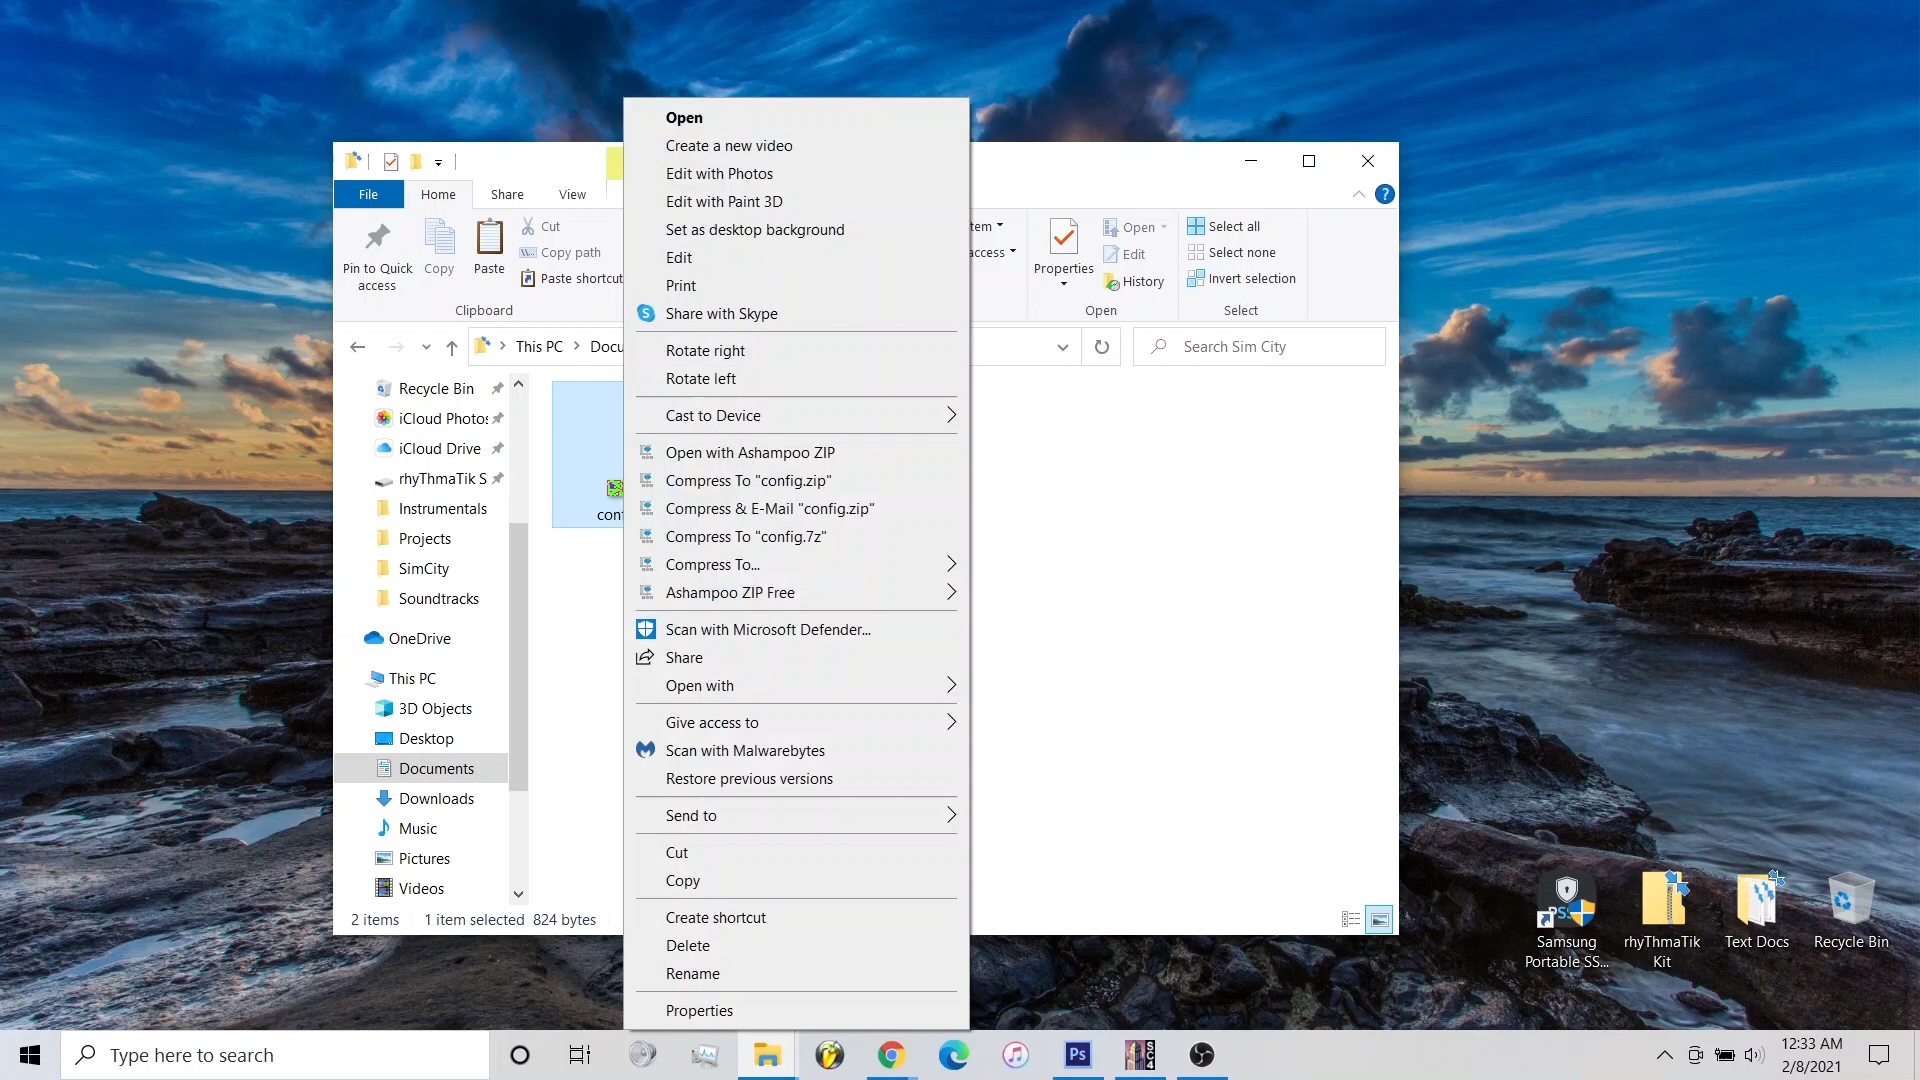 File
Home
Share
View
Pin to Quick
access
Copy
Paste
Cut
Copy path
Paste shortcut
Clipboard
tem
access
Properties
Open
Edit
History
Open
Select all
Select none
Invert selection
Select
This PC
Docu
Search Sim City
Recycle Bin
iCloud Photos
iCloud Drive
rhyThmaTik S
Instrumentals
Projects
SimCity
Soundtracks
OneDrive
This PC
3D Objects
Desktop
Documents
Downloads
Music
Pictures
Videos
conf
2 items
1 item selected 824 bytes
Open
Create a new video
Edit with Photos
Edit with Paint 3D
Set as desktop background
Edit
Print
Share with Skype
Rotate right
Rotate left
Cast to Device
Open with Ashampoo ZIP
Compress To "config.zip"
Compress & E-Mail "config.zip"
Compress To "config.7z"
Compress To...
Ashampoo ZIP Free
Scan with Microsoft Defender...
Share
Open with
Give access to
Scan with Malwarebytes
Restore previous versions
Send to
Cut
Copy
Create shortcut
Delete
Rename
Properties
Samsung
Portable SS...
rhyThmaTik
Kit
Text Docs
Recycle Bin
Type here to search
Ps
SC4
12:33 AM
2/8/2021